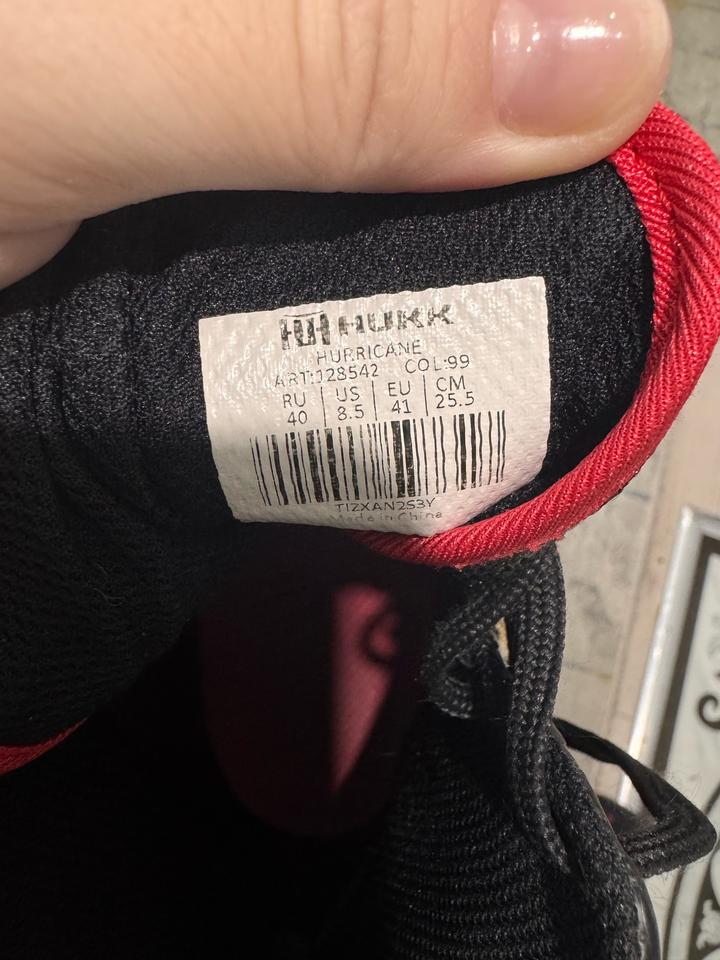 HURRICANE
ART:128542 COL:99
RU US EU CM
40 8.5 41 25.5
TIZXAN2S3Y
Made in China